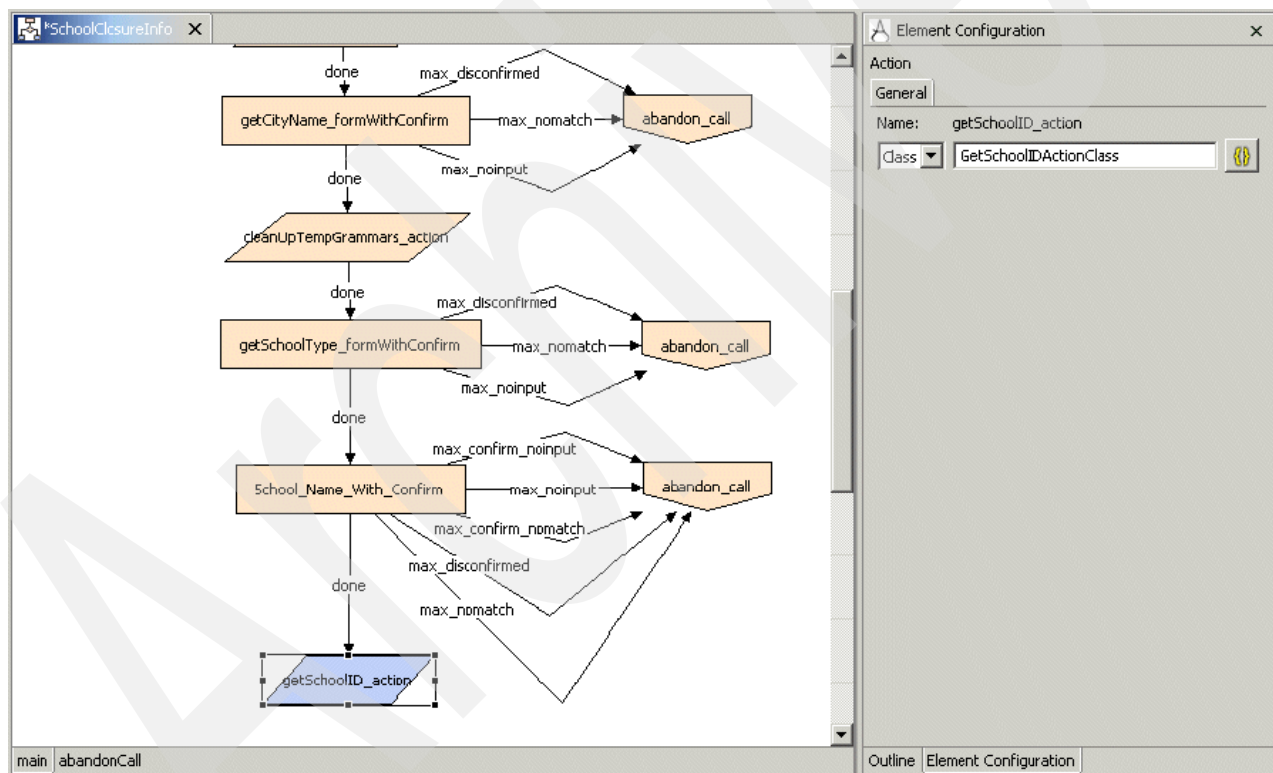 *SchoolClcsureInfo X
done
max_disconfirmed
getCityName_formWithConfirm
max_nomatch
abandon_call
max_noinput
done
cleanUpTempGrammars_action
done
max_disconfirmed
getSchoolType_formWithConfirm
max_nomatch
abandon_call
max_noinput
done
max_confirm_noinput
School_Name_With_Confirm
max_noinput
abandon_call
max_confirm_nomatch
max_disconfirmed
done
max_nomatch
getSchoolID_action
main abandonCall
Element Configuration
Action
General
Name: getSchoolID_action
Class GetSchoolIDActionClass {}
Outline Element Configuration